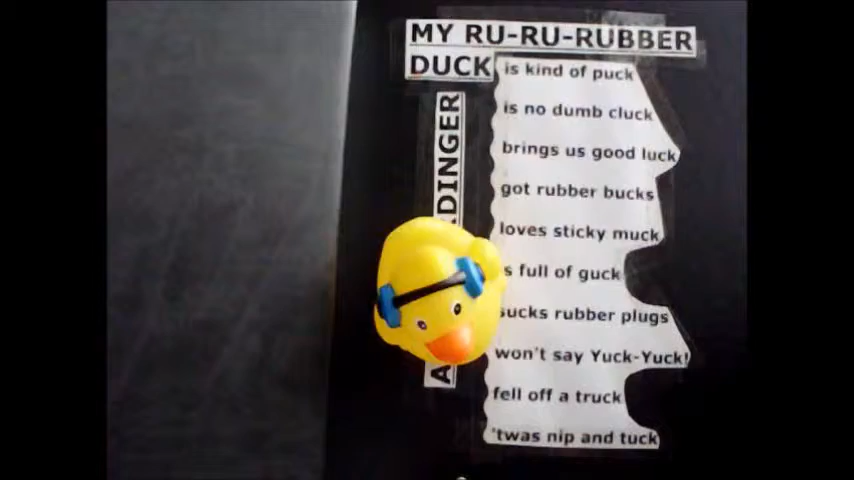 MY RU-RU-RUBBER
DUCK
is kind of puck
is no dumb cluck
brings us good luck
got rubber bucks
loves sticky muck
s full of guck
sucks rubber plugs
won't say Yuck-Yuck!
fell off a truck
'twas nip and tuck
A
DINGER